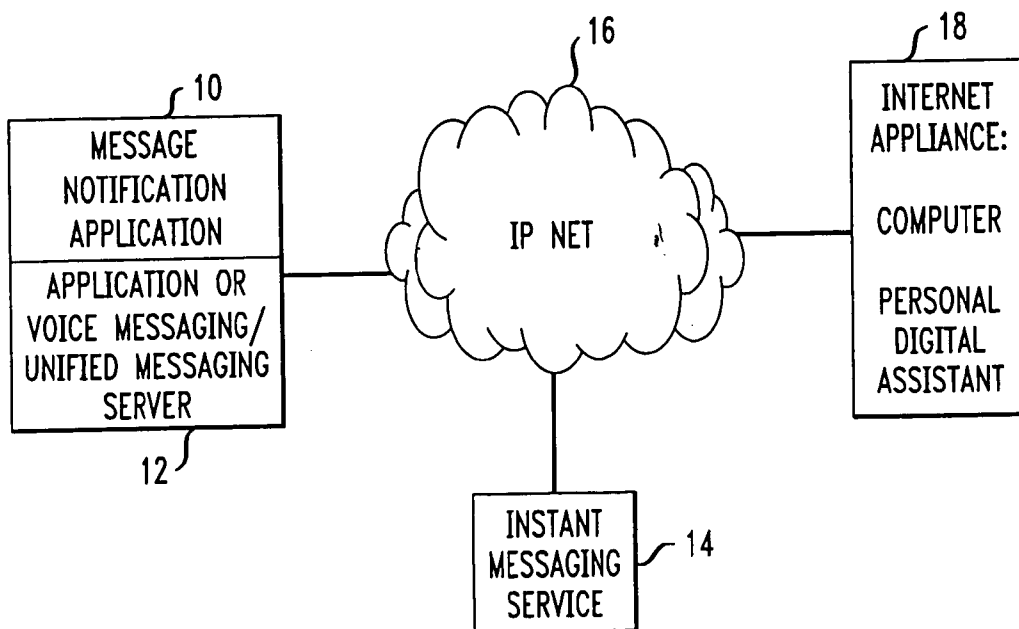 10
MESSAGE
NOTIFICATION
APPLICATION
APPLICATION OR
VOICE MESSAGING/
UNIFIED MESSAGING
SERVER
12
16
IP NET
18
INTERNET
APPLIANCE:
COMPUTER
PERSONAL
DIGITAL
ASSISTANT
INSTANT
MESSAGING
SERVICE
14